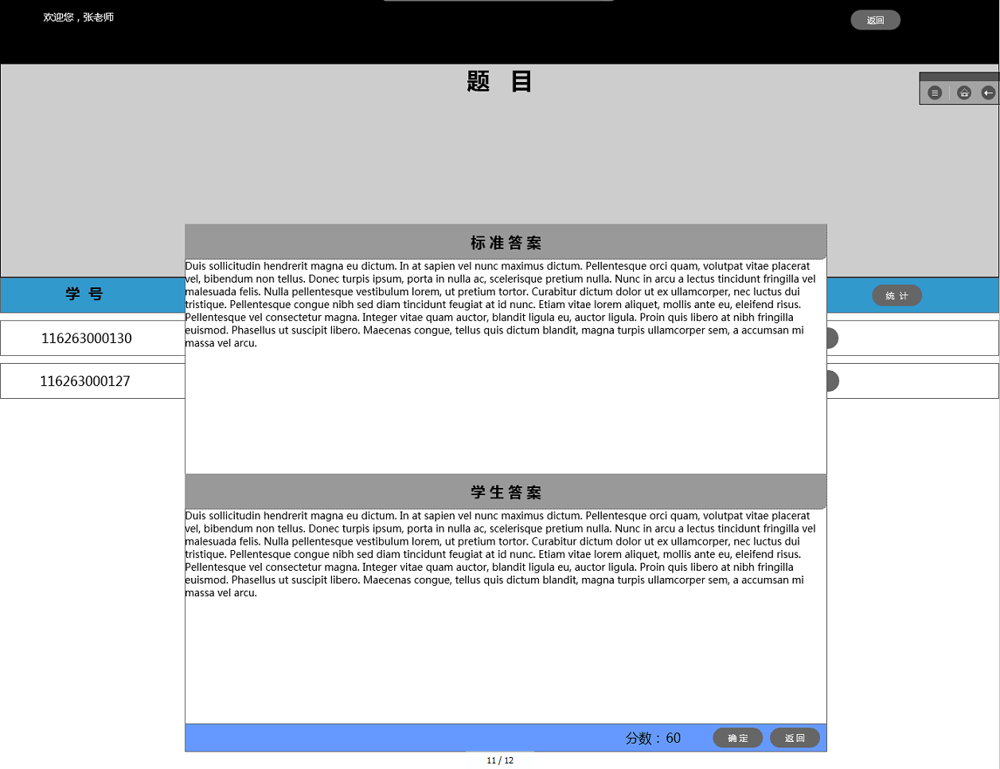 欢迎您，张老师
返回
题 目
标准答案
Duis sollicitudin hendrerit magna eu dictum. In at sapien vel nunc maximus dictum. Pellentesque orci quam, volutpat vitae placerat
vel, bibendum non tellus. Donec turpis ipsum, porta in nulla ac, scelerisque pretium nulla. Nunc in arcu a lectus tincidunt fringilla vel
malesuada felis. Nulla pellentesque vestibulum lorem, ut pretium tortor. Curabitur dictum dolor ut ex ullamcorper, nec luctus dui
tristique. Pellentesque congue nibh sed diam tincidunt feugiat at id nunc. Etiam vitae lorem aliquet, mollis ante eu, eleifend risus.
Pellentesque vel consectetur magna. Integer vitae quam auctor, blandit ligula eu, auctor ligula. Proin quis libero at nibh fringilla
euismod. Phasellus ut suscipit libero. Maecenas congue, tellus quis dictum blandit, magna turpis ullamcorper sem, a accumsan mi
massa vel arcu.
学 号
统 计
116263000130
116263000127
学生答案
Duis sollicitudin hendrerit magna eu dictum. In at sapien vel nunc maximus dictum. Pellentesque orci quam, volutpat vitae placerat
vel, bibendum non tellus. Donec turpis ipsum, porta in nulla ac, scelerisque pretium nulla. Nunc in arcu a lectus tincidunt fringilla vel
malesuada felis. Nulla pellentesque vestibulum lorem, ut pretium tortor. Curabitur dictum dolor ut ex ullamcorper, nec luctus dui
tristique. Pellentesque congue nibh sed diam tincidunt feugiat at id nunc. Etiam vitae lorem aliquet, mollis ante eu, eleifend risus.
Pellentesque vel consectetur magna. Integer vitae quam auctor, blandit ligula eu, auctor ligula. Proin quis libero at nibh fringilla
euismod. Phasellus ut suscipit libero. Maecenas congue, tellus quis dictum blandit, magna turpis ullamcorper sem, a accumsan mi
massa vel arcu.
分数：60
确 定
返 回
11 / 12